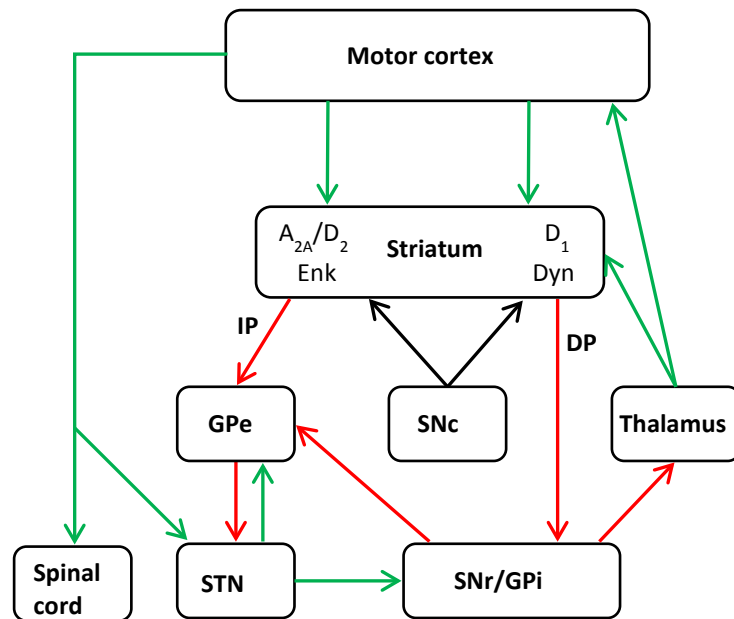 Motor cortex
A2A/D2
Enk
Striatum
D1
Dyn
IP
DP
GPe
SNc
Thalamus
Spinal
cord
STN
SNr/GPi